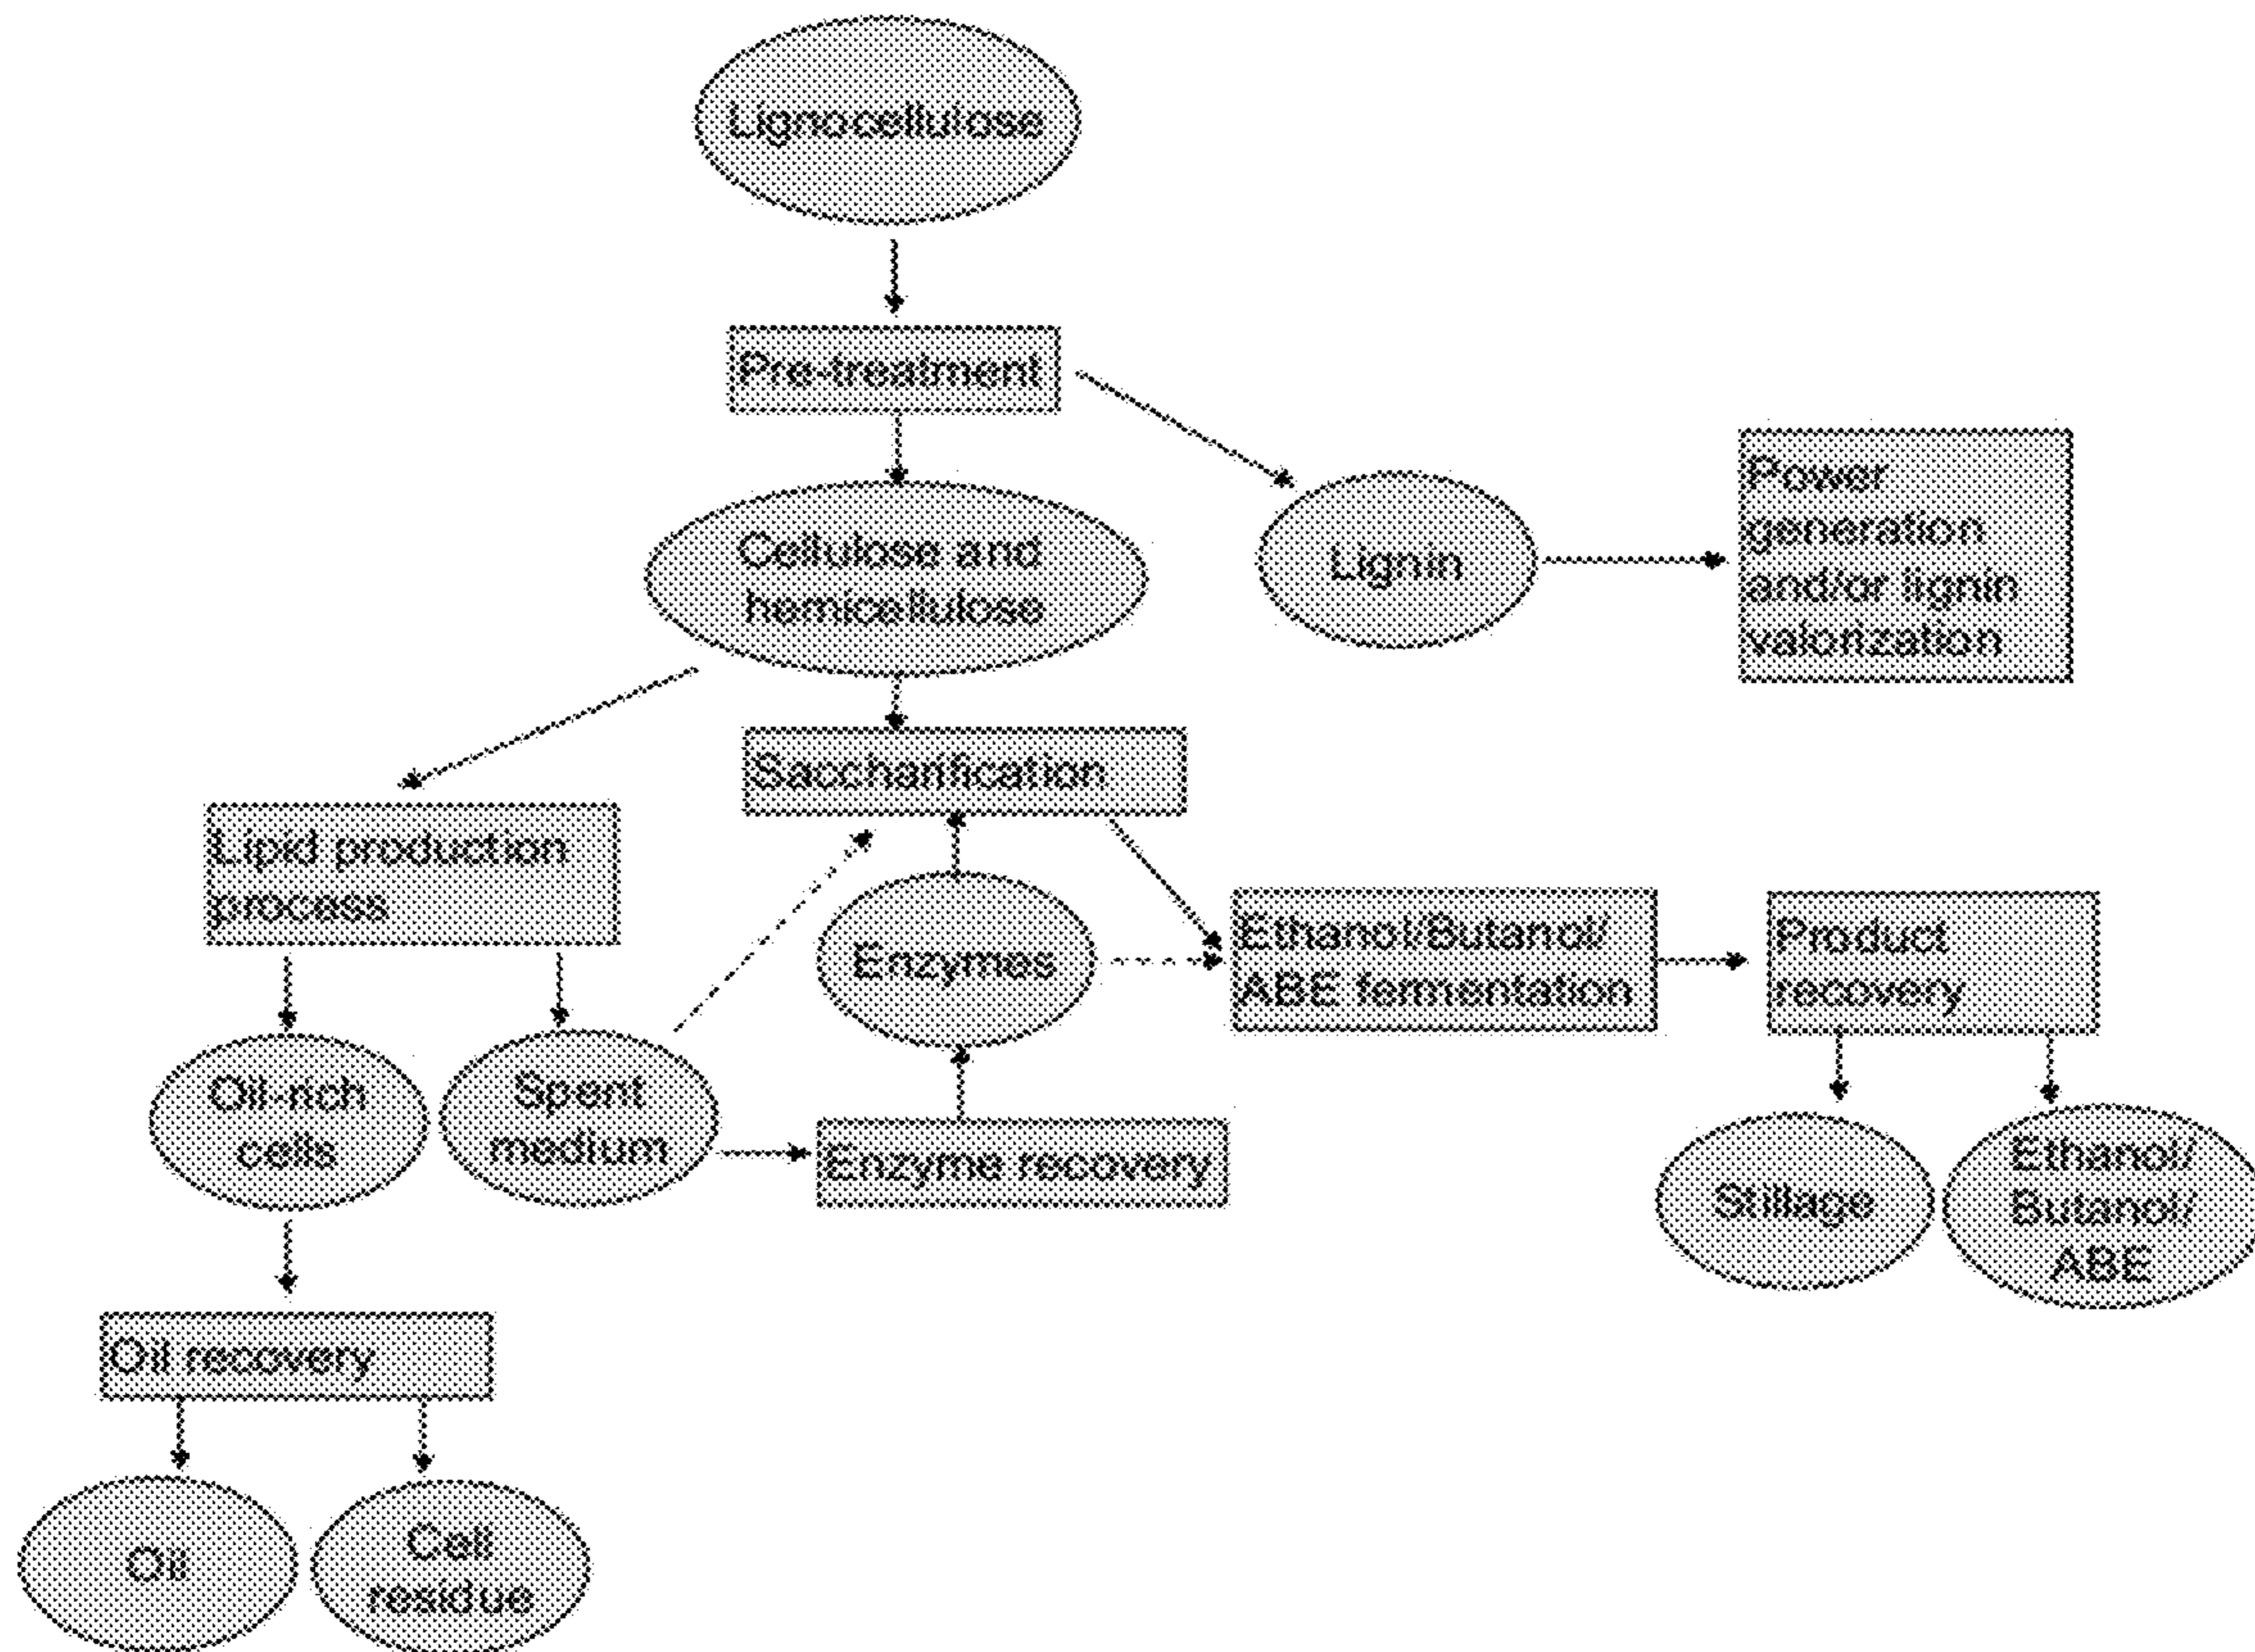 Lignocellulose
Pre-treatment
Cellulose and
hemicellulose
Lignin
Power
generation
and/or lignin
valorization
Saccharification
Lipid production
process
Enzymes
Ethanol/Butanol/
ABE fermentation
Product
recovery
Oil-rich
cells
Spent
medium
Enzyme recovery
Stillage
Ethanol/
Butanol/
ABE
Oil recovery
Oil
Cell
residue